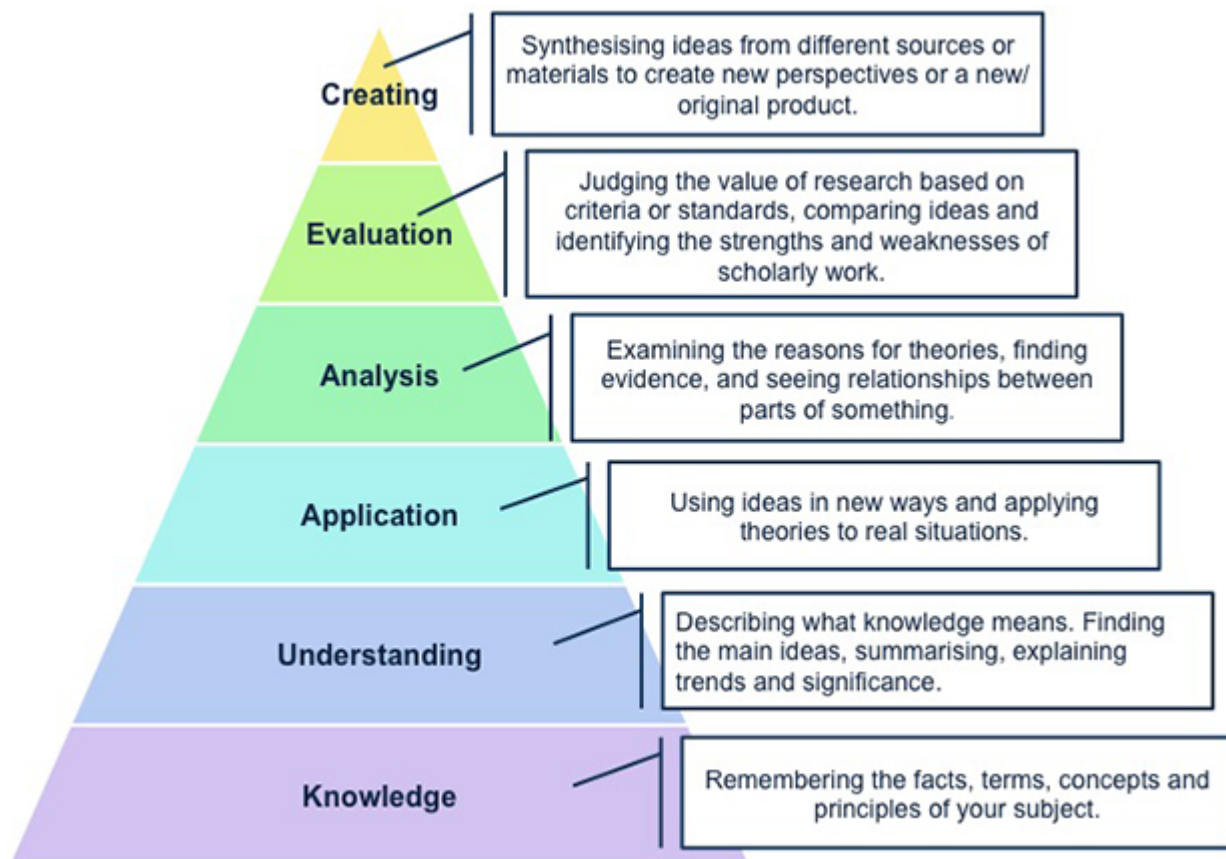 Creating
Synthesising ideas from different sources or
materials to create new perspectives or a new/
original product.
Evaluation
Judging the value of research based on
criteria or standards, comparing ideas and
identifying the strengths and weaknesses of
scholarly work.
Analysis
Examining the reasons for theories, finding
evidence, and seeing relationships between
parts of something.
Application
Using ideas in new ways and applying
theories to real situations.
Understanding
Describing what knowledge means. Finding
the main ideas, summarising, explaining
trends and significance.
Knowledge
Remembering the facts, terms, concepts and
principles of your subject.